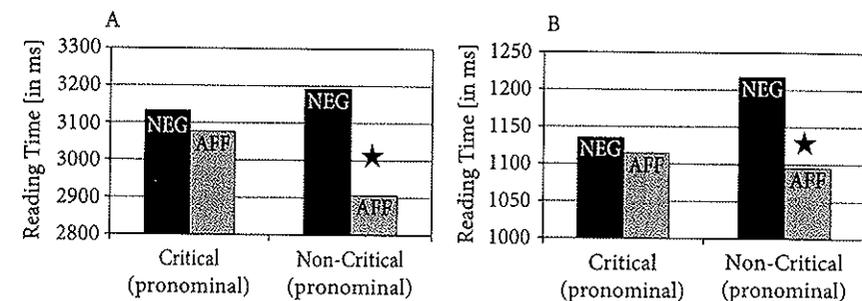 A
Reading Time [in ms]
3300
3200
3100
3000
2900
2800
NEG
AFF
NEG
AFF
Critical
(pronominal)
Non-Critical
(pronominal)
B
Reading Time [in ms]
1250
1200
1150
1100
1050
1000
NEG
AFF
NEG
AFF
Critical
(pronominal)
Non-Critical
(pronominal)